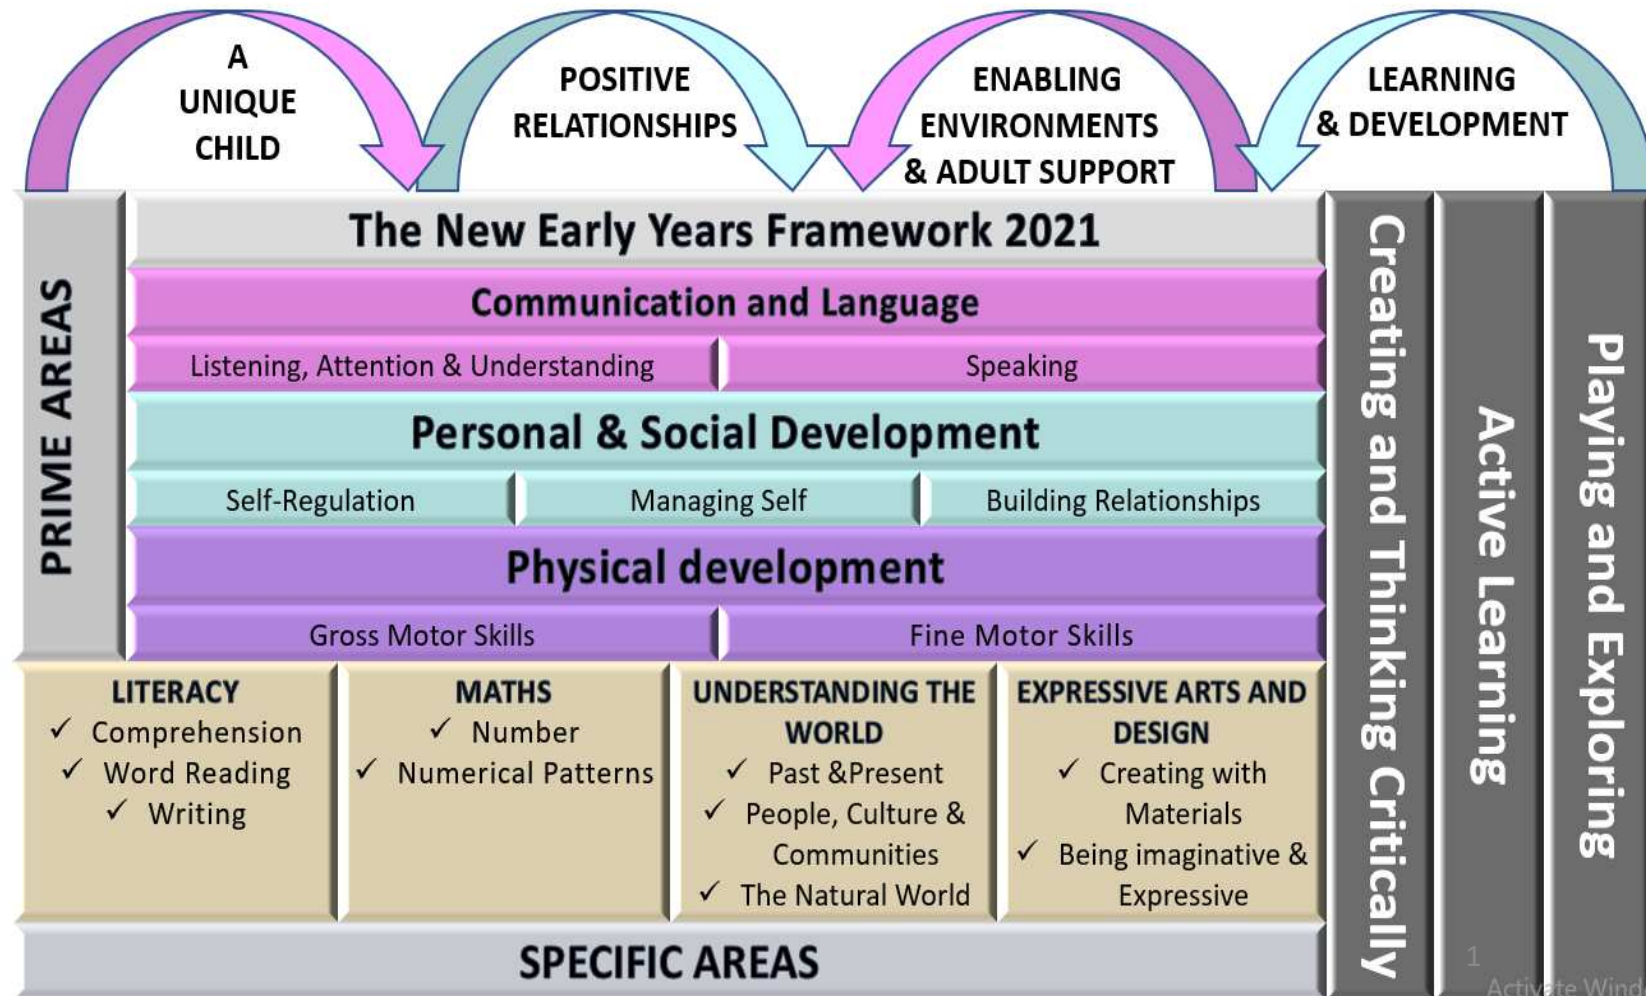 A
UNIQUE
CHILD
POSITIVE
RELATIONSHIPS
ENABLING
ENVIRONMENTS
& ADULT SUPPORT
LEARNING
& DEVELOPMENT
PRIME AREAS
The New Early Years Framework 2021
Communication and Language
Listening, Attention & Understanding
Speaking
Personal & Social Development
Self-Regulation
Managing Self
Building Relationships
Physical development
Gross Motor Skills
Fine Motor Skills
LITERACY
✓ Comprehension
✓ Word Reading
✓ Writing
MATHS
✓ Number
✓ Numerical Patterns
UNDERSTANDING THE
WORLD
✓ Past &Present
✓ People, Culture &
Communities
✓ The Natural World
EXPRESSIVE ARTS AND
DESIGN
✓ Creating with
Materials
✓ Being imaginative &
Expressive
SPECIFIC AREAS
Creating and Thinking Critically
Active Learning
Playing and Exploring
1
Activate Wind